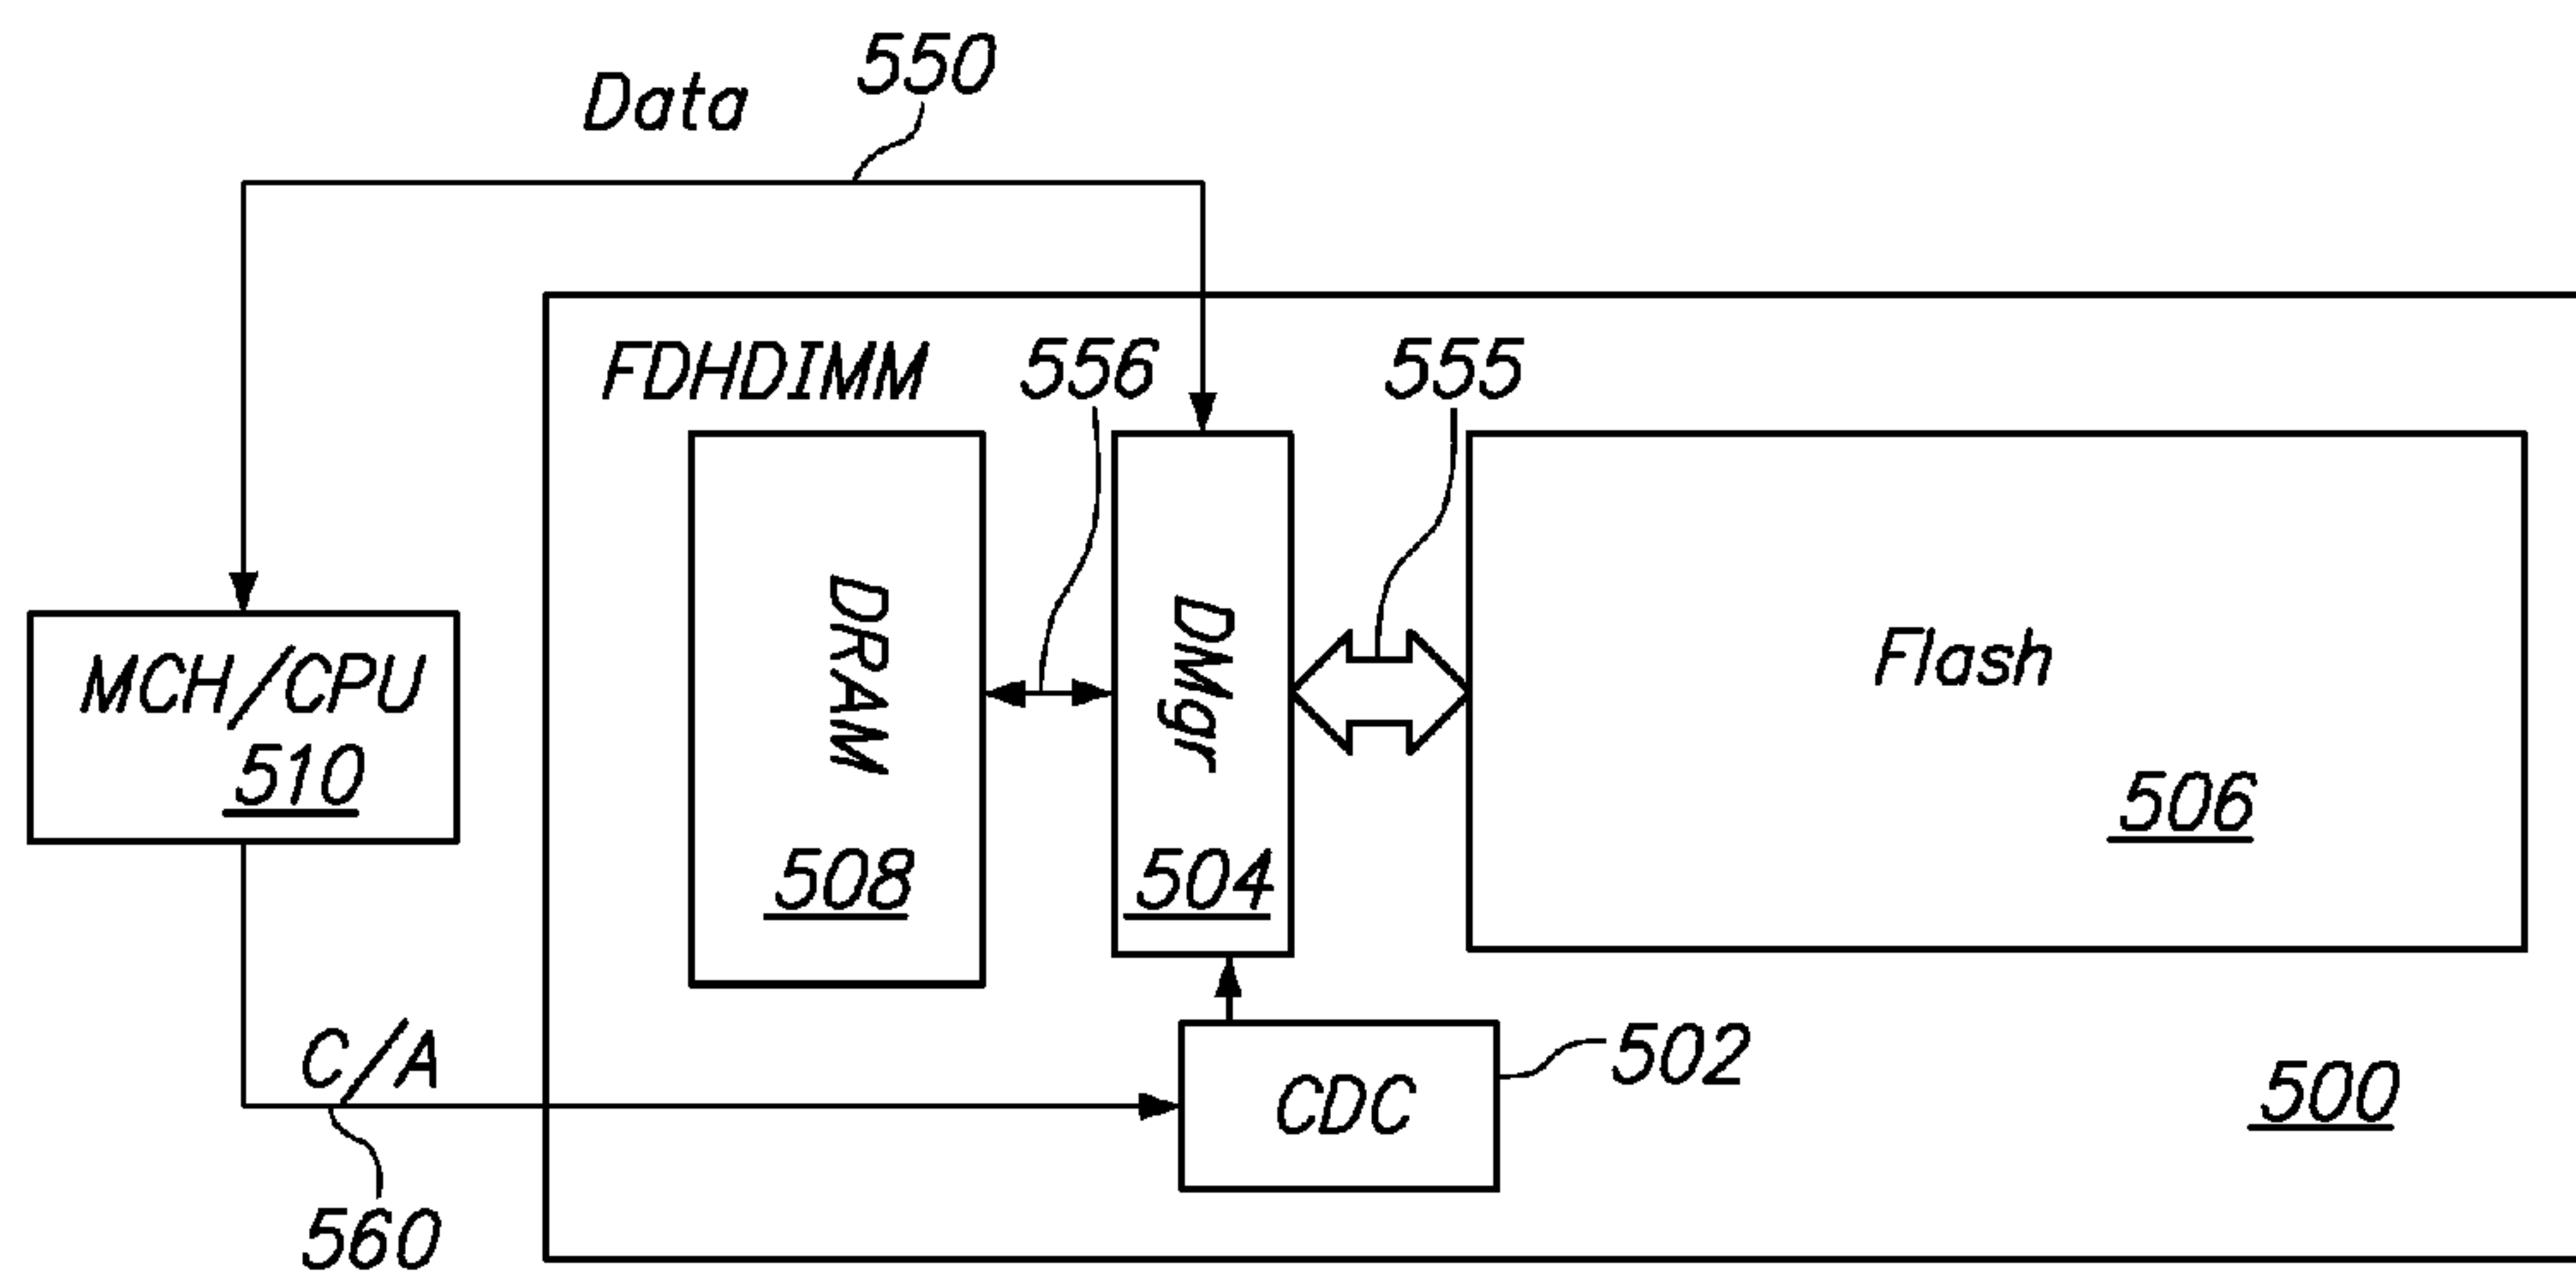 550
Data
FDHDIMM
556
555
DRAM
508
DMgr
504
Flash
506
MCH/CPU
510
C/A
560
CDC
502
500